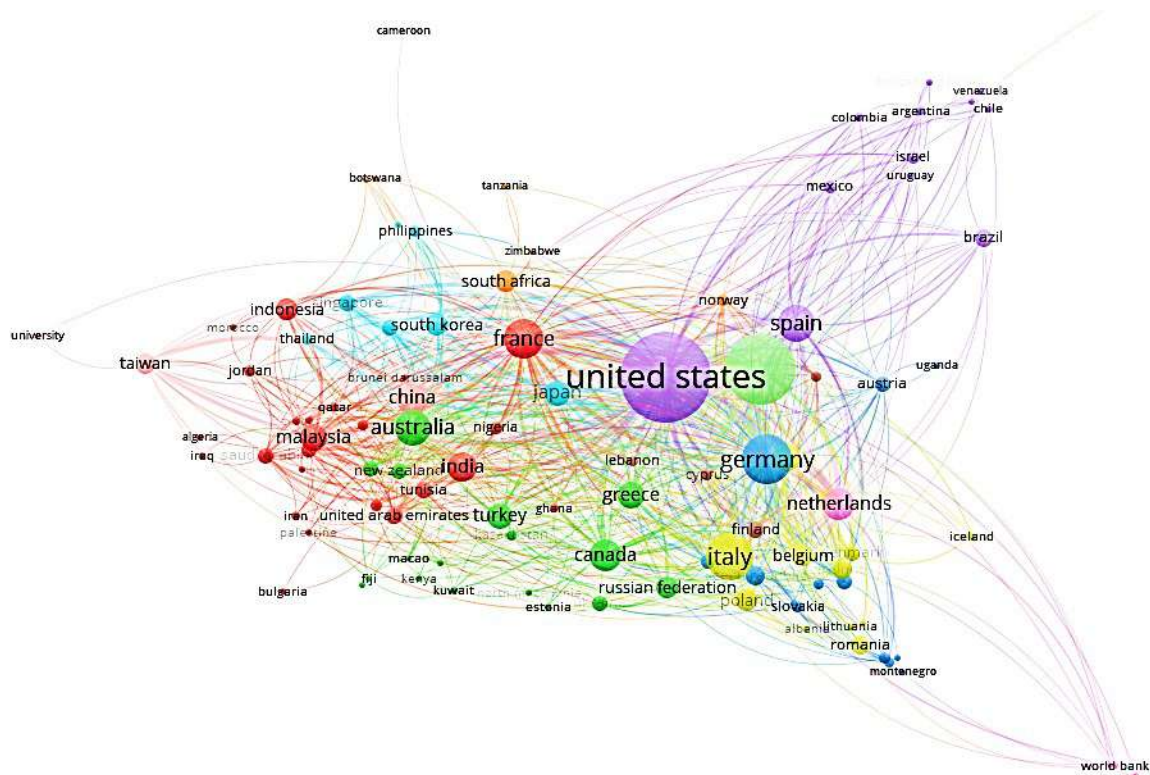 cameroon
venezuela
colombia
argentina
chile
israel
uruguay
botswana
tanzania
mexico
philippines
zimbabwe
brazil
south africa
indonesia
singapore
norway
spain
university
morocco
thailand
south korea
france
taiwan
jordan
brunei darussalam
china
japan
united states
austria
uganda
qatar
algeria
malaysia
australia
nigeria
iraq
saudi arabia
new zealand
india
lebanon
cyprus
germany
tunisia
greece
netherlands
iran
united arab emirates
turkey
ghana
palestine
kazakhstan
finland
iceland
macao
canada
italy
belgium
fiji
kenya
kuwait
bulgaria
estonia
russian federation
poland
slovakia
albania
lithuania
romania
montenegro
world bank